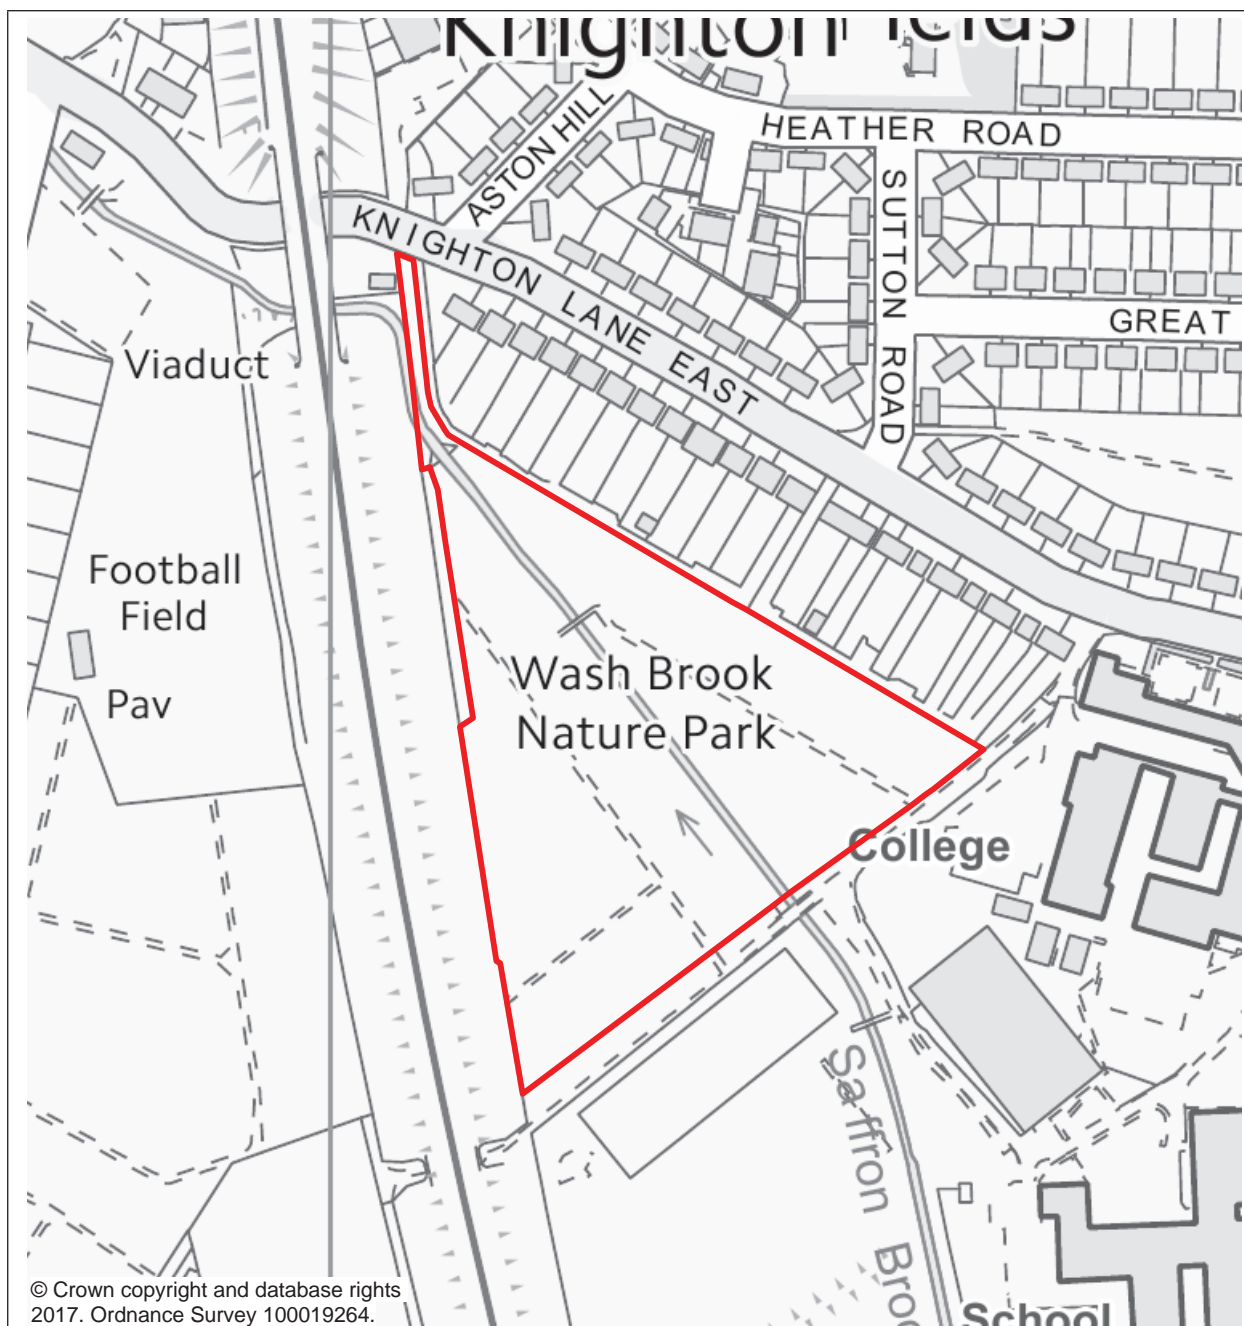 Knighton Fields
ASTON HILL
HEATHER ROAD
SUTTON ROAD
KNIGHTON LANE EAST
GREAT
Viaduct
Football
Field
Pav
Wash Brook
Nature Park
College
Saffron Broo
School
© Crown copyright and database rights
2017. Ordnance Survey 100019264.